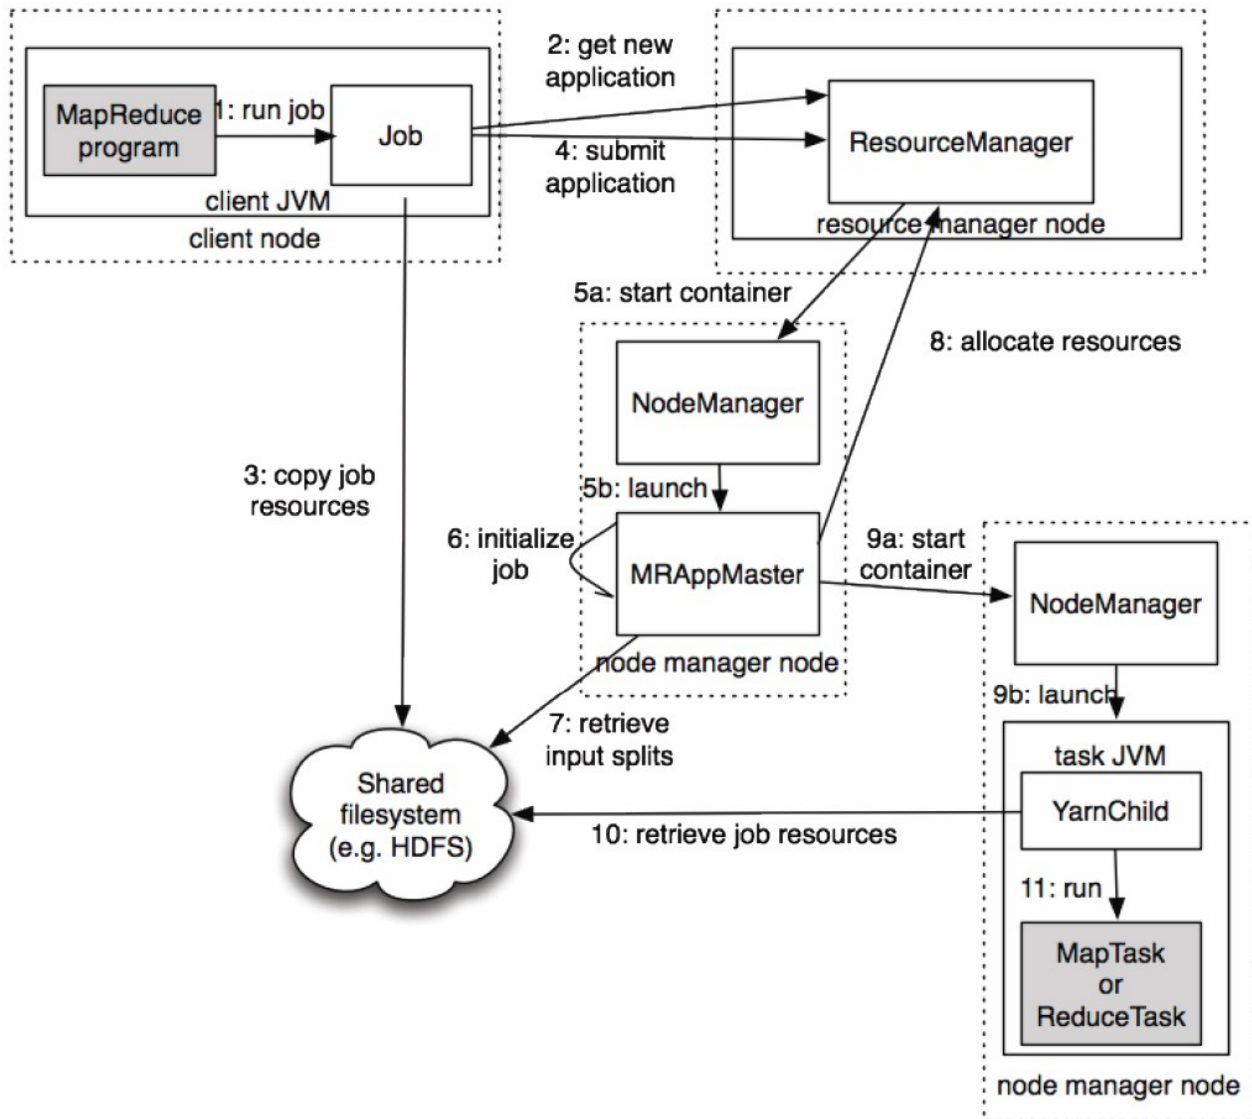 MapReduce
program
1: run job
Job
client JVM
client node
2: get new
application
4: submit
application
ResourceManager
resource manager node
5a: start container
8: allocate resources
NodeManager
5b: launch
3: copy job
resources
6: initialize
job
MRAppMaster
node manager node
9a: start
container
NodeManager
9b: launch
7: retrieve
input splits
Shared
filesystem
(e.g. HDFS)
10: retrieve job resources
task JVM
YarnChild
11: run
MapTask
or
ReduceTask
node manager node